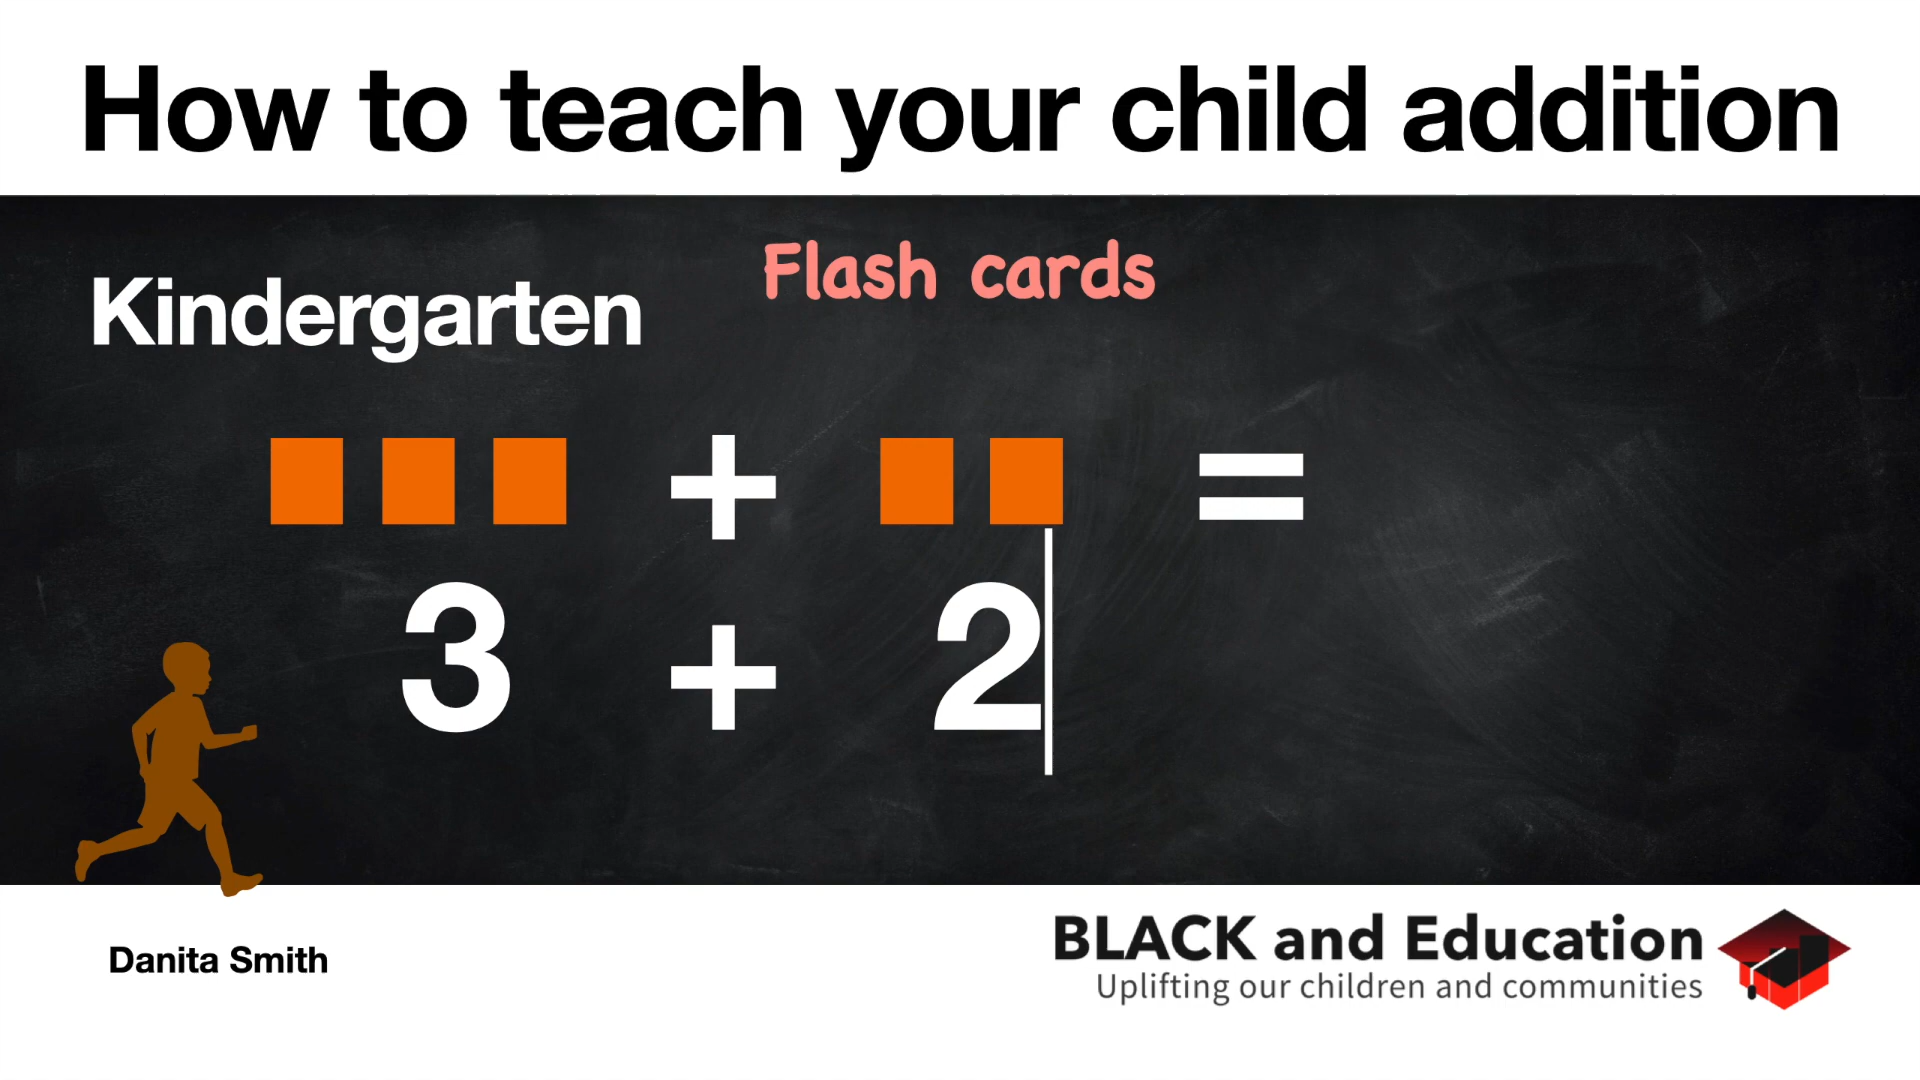 How to teach your child addition
Flash cards
Kindergarten
+ =
3 + 2
Danita Smith
BLACK and Education
Uplifting our children and communities